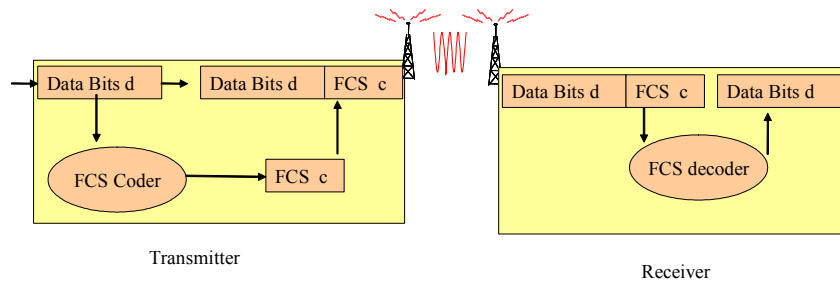 Data Bits d
Data Bits d FCS c
FCS Coder
FCS c
Transmitter
Data Bits d FCS c
Data Bits d
FCS decoder
Receiver